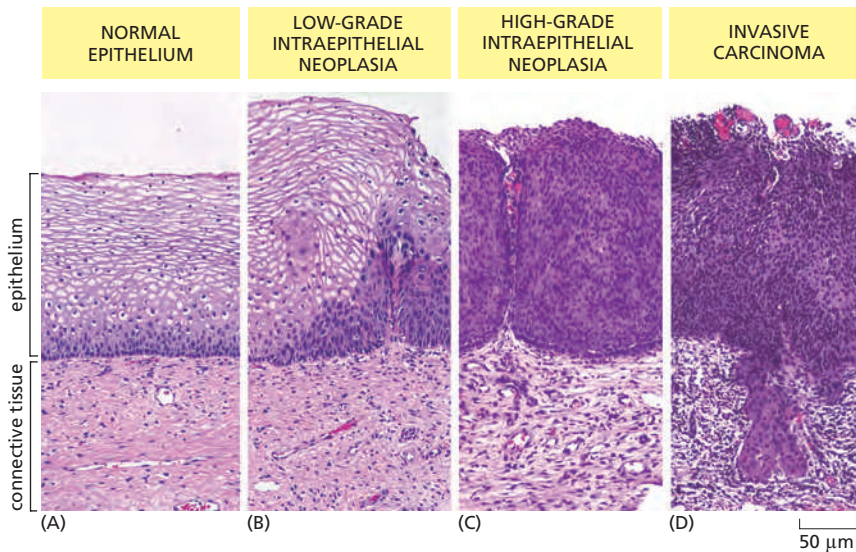 NORMAL
EPITHELIUM
LOW-GRADE
INTRAEPITHELIAL
NEOPLASIA
HIGH-GRADE
INTRAEPITHELIAL
NEOPLASIA
INVASIVE
CARCINOMA
epithelium
connective tissue
(A)
(B)
(C)
(D)
50 μm